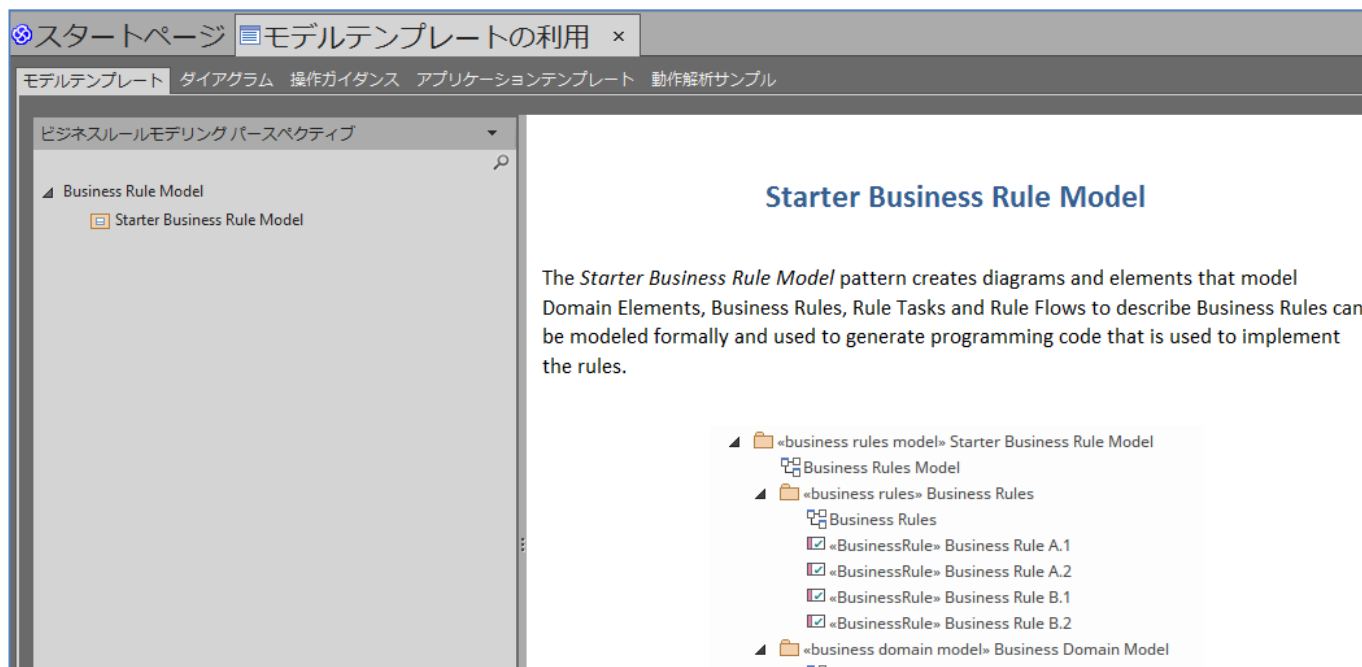 スタートページ モデルテンプレートの利用 ×
モデルテンプレート ダイアグラム 操作ガイダンス アプリケーションテンプレート 動作解析サンプル
ビジネスルールモデリング パースペクティブ
Business Rule Model
Starter Business Rule Model
Starter Business Rule Model
The Starter Business Rule Model pattern creates diagrams and elements that model
Domain Elements, Business Rules, Rule Tasks and Rule Flows to describe Business Rules can
be modeled formally and used to generate programming code that is used to implement
the rules.
«business rules model» Starter Business Rule Model
Business Rules Model
«business rules» Business Rules
Business Rules
«BusinessRule» Business Rule A.1
«BusinessRule» Business Rule A.2
«BusinessRule» Business Rule B.1
«BusinessRule» Business Rule B.2
«business domain model» Business Domain Model